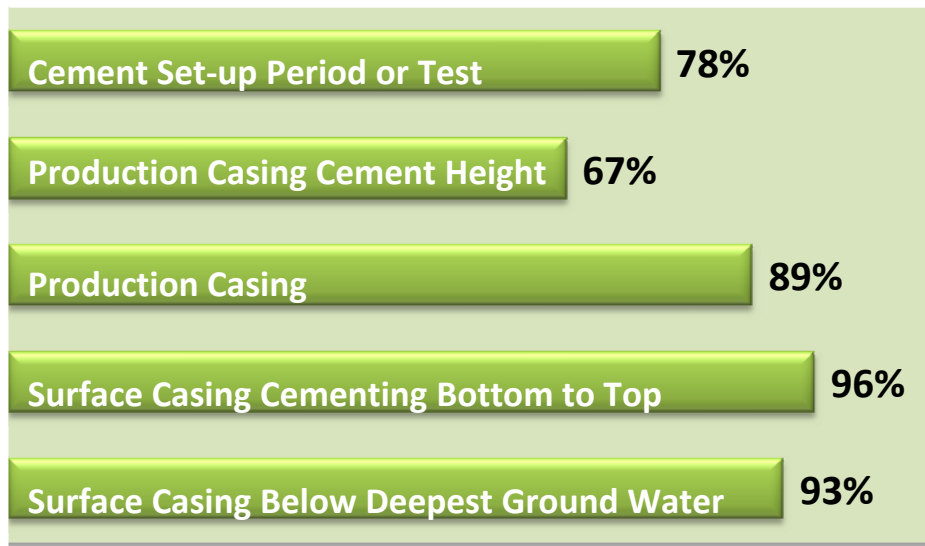 Cement Set-up Period or Test 78%
Production Casing Cement Height 67%
Production Casing 89%
Surface Casing Cementing Bottom to Top 96%
Surface Casing Below Deepest Ground Water 93%